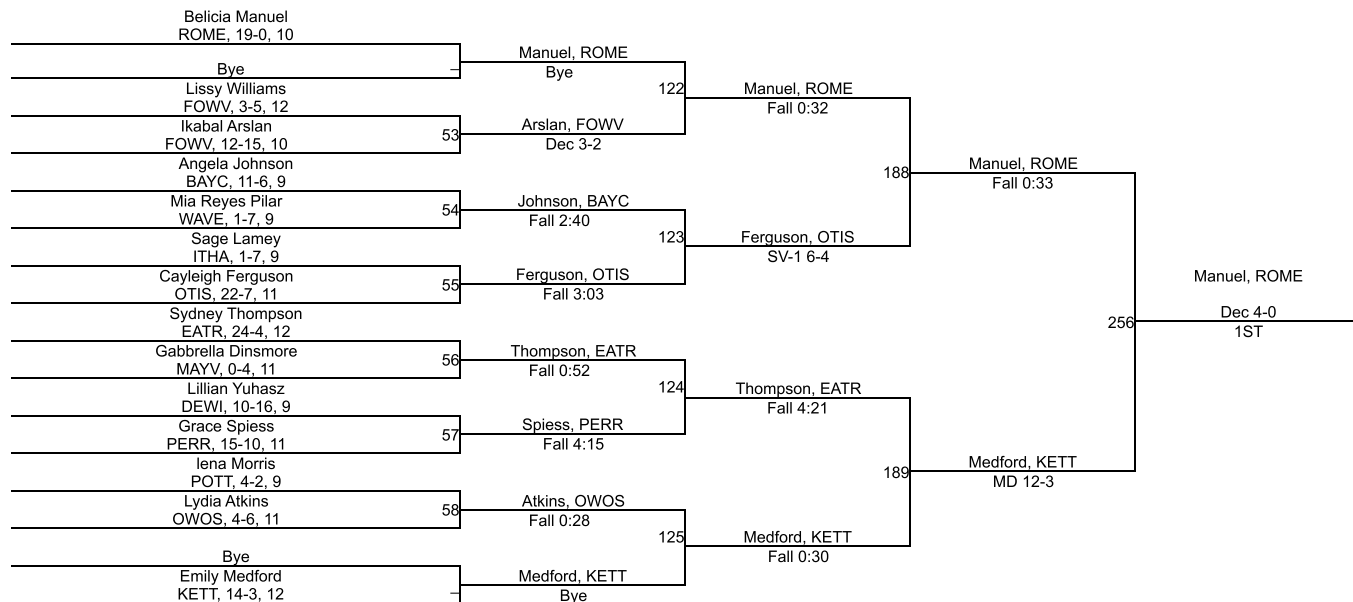 Belicia Manuel
ROME, 19-0, 10
Bye
Lissy Williams
FOWV, 3-5, 12
Ikabal Arslan
FOWV, 12-15, 10
Angela Johnson
BAYC, 11-6, 9
Mia Reyes Pilar
WAVE, 1-7, 9
Sage Lamey
ITHA, 1-7, 9
Cayleigh Ferguson
OTIS, 22-7, 11
Sydney Thompson
EATR, 24-4, 12
Gabbrella Dinsmore
MAYV, 0-4, 11
Lillian Yuhasz
DEWI, 10-16, 9
Grace Spiess
PERR, 15-10, 11
Iena Morris
POTT, 4-2, 9
Lydia Atkins
OWOS, 4-6, 11
Bye
Emily Medford
KETT, 14-3, 12
53
54
55
56
57
58
Manuel, ROME
Bye
Arslan, FOWV
Dec 3-2
Johnson, BAYC
Fall 2:40
Ferguson, OTIS
Fall 3:03
Thompson, EATR
Fall 0:52
Spiess, PERR
Fall 4:15
Atkins, OWOS
Fall 0:28
Medford, KETT
Bye
122
123
124
125
Manuel, ROME
Fall 0:32
Ferguson, OTIS
SV-1 6-4
Thompson, EATR
Fall 4:21
Medford, KETT
Fall 0:30
188
189
Manuel, ROME
Fall 0:33
Medford, KETT
MD 12-3
256
Manuel, ROME
Dec 4-0
1ST